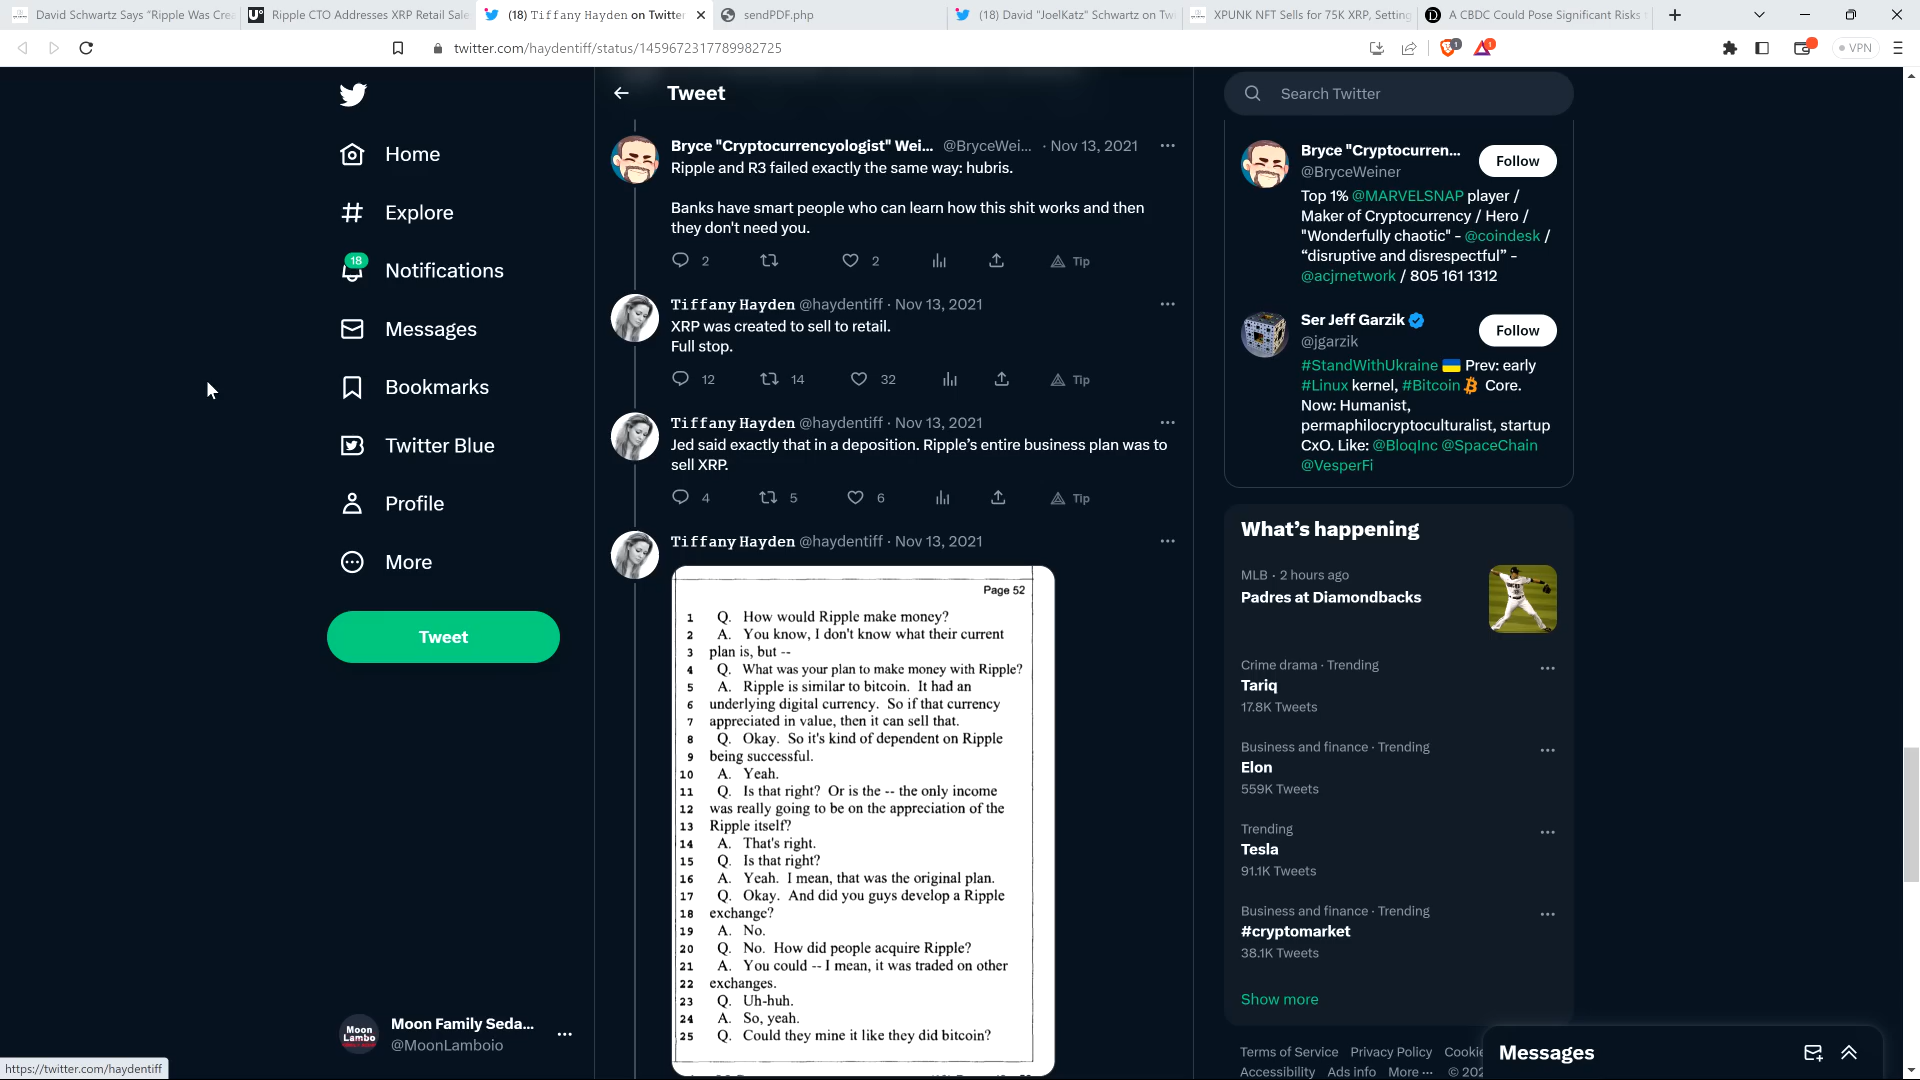 David Schwartz Says "Ripple Was Crea
Ripple CTO Addresses XRP Retail Sale
(18) Tiffany Hayden on Twitter
sendPDF.php
(18) David "JoelKatz" Schwartz on Tw
XPUNK NFT Sells for 75K XRP, Setting
A CBDC Could Pose Significant Risks
twitter.com/haydentiff/status/1459672317789982725
1
1
VPN
Home
Explore
18
Notifications
Messages
Bookmarks
Twitter Blue
Profile
More
Tweet
Moon Lambo
Moon Family Seda...
@MoonLamboio
https://twitter.com/haydentiff
Tweet
Bryce "Cryptocurrencyologist" Wei... @BryceWei... · Nov 13, 2021
Ripple and R3 failed exactly the same way: hubris.
Banks have smart people who can learn how this shit works and then
they don't need you.
2 2 Tip
Tiffany Hayden @haydentiff · Nov 13, 2021
XRP was created to sell to retail.
Full stop.
12 14 32 Tip
Tiffany Hayden @haydentiff · Nov 13, 2021
Jed said exactly that in a deposition. Ripple's entire business plan was to
sell XRP.
4 5 6 Tip
Tiffany Hayden @haydentiff · Nov 13, 2021
Page 52
1 Q. How would Ripple make money?
2 A. You know, I don't know what their current
3 plan is, but --
4 Q. What was your plan to make money with Ripple?
5 A. Ripple is similar to bitcoin. It had an
6 underlying digital currency. So if that currency
7 appreciated in value, then it can sell that.
8 Q. Okay. So it's kind of dependent on Ripple
9 being successful.
10 A. Yeah.
11 Q. Is that right? Or is the -- the only income
12 was really going to be on the appreciation of the
13 Ripple itself?
14 A. That's right.
15 Q. Is that right?
16 A. Yeah. I mean, that was the original plan.
17 Q. Okay. And did you guys develop a Ripple
18 exchange?
19 A. No.
20 Q. No. How did people acquire Ripple?
21 A. You could -- I mean, it was traded on other
22 exchanges.
23 Q. Uh-huh.
24 A. So, yeah.
25 Q. Could they mine it like they did bitcoin?
Search Twitter
Bryce "Cryptocurren...
@BryceWeiner
Follow
Top 1% @MARVELSNAP player /
Maker of Cryptocurrency / Hero /
"Wonderfully chaotic" - @coindesk /
"disruptive and disrespectful" -
@acjrnetwork / 805 161 1312
Ser Jeff Garzik
@jgarzik
Follow
#StandWithUkraine Prev: early
#Linux kernel, #Bitcoin Core.
Now: Humanist,
permaphilocryptoculturalist, startup
CxO. Like: @BloqInc @SpaceChain
@VesperFi
What's happening
MLB · 2 hours ago
Padres at Diamondbacks
Crime drama · Trending
Tariq
17.8K Tweets
Business and finance · Trending
Elon
559K Tweets
Trending
Tesla
91.1K Tweets
Business and finance · Trending
#cryptomarket
38.1K Tweets
Show more
Terms of Service Privacy Policy Cookie
Accessibility Ads info More ··· © 202
Messages